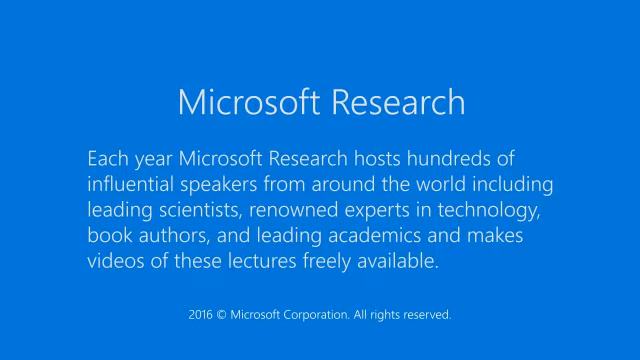 Microsoft Research
Each year Microsoft Research hosts hundreds of
influential speakers from around the world including
leading scientists, renowned experts in technology,
book authors, and leading academics and makes
videos of these lectures freely available.
2016 © Microsoft Corporation. All rights reserved.